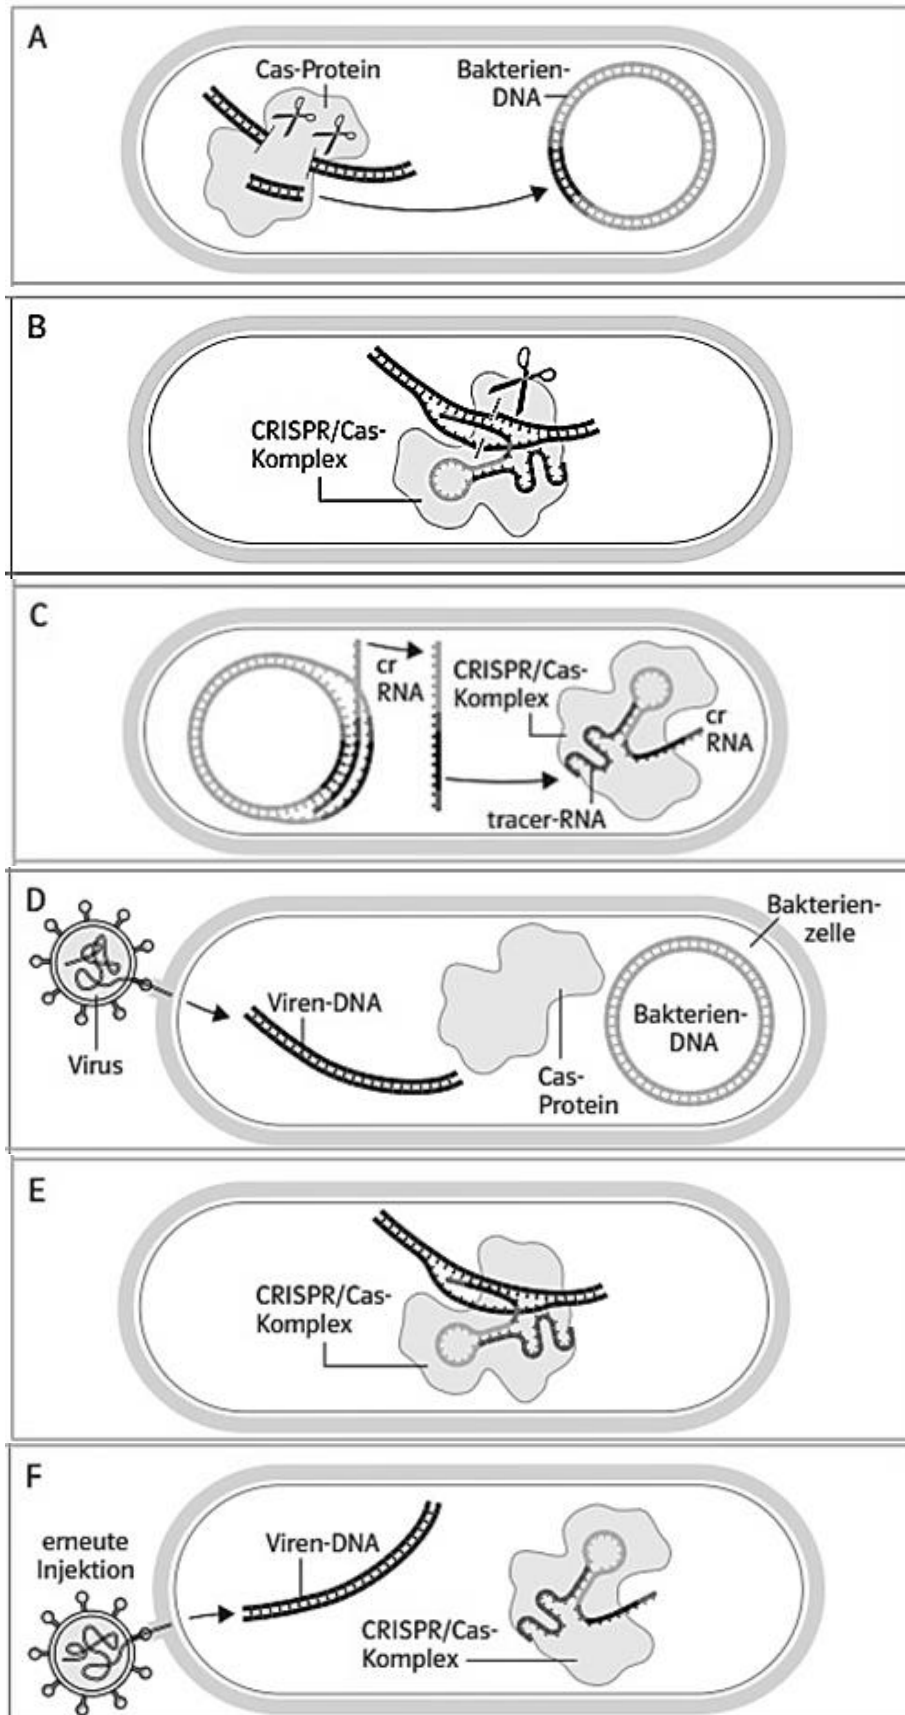 A
Cas-Protein
Bakterien-
DNA
B
CRISPR/Cas-
Komplex
C
cr
RNA
CRISPR/Cas-
Komplex
cr
RNA
tracer-RNA
D
Bakterien-
zelle
Viren-DNA
Bakterien-
DNA
Virus
Cas-
Protein
E
CRISPR/Cas-
Komplex
F
erneute
Injektion
Viren-DNA
CRISPR/Cas-
Komplex